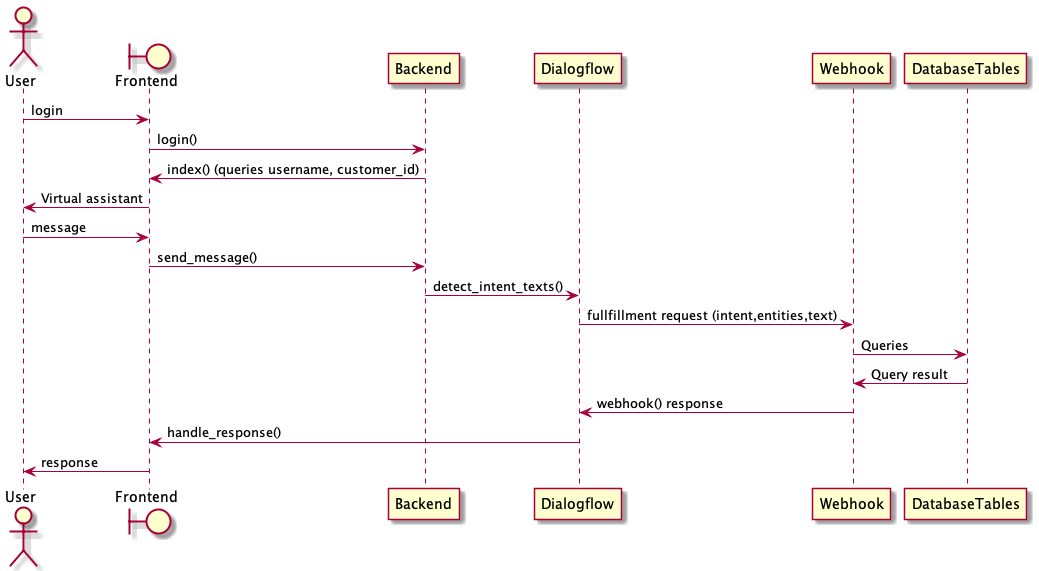 User
Frontend
Backend
Dialogflow
Webhook
DatabaseTables
login
login()
index() (queries username, customer_id)
Virtual assistant
message
send_message()
detect_intent_texts()
fullfillment request (intent,entities,text)
Queries
Query result
webhook() response
handle_response()
response
User
Frontend
Backend
Dialogflow
Webhook
DatabaseTables